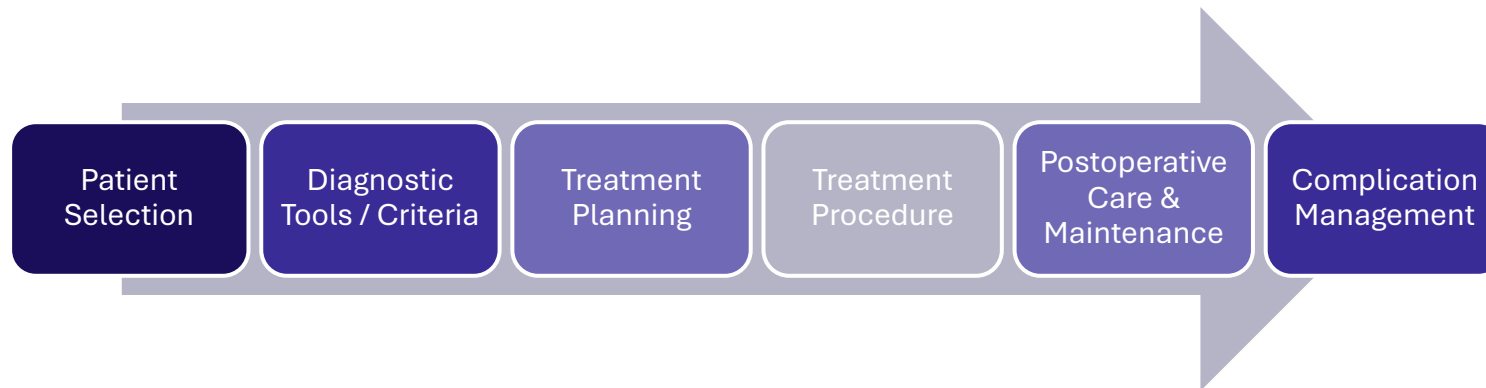 Patient
Selection
Diagnostic
Tools / Criteria
Treatment
Planning
Treatment
Procedure
Postoperative
Care &
Maintenance
Complication
Management